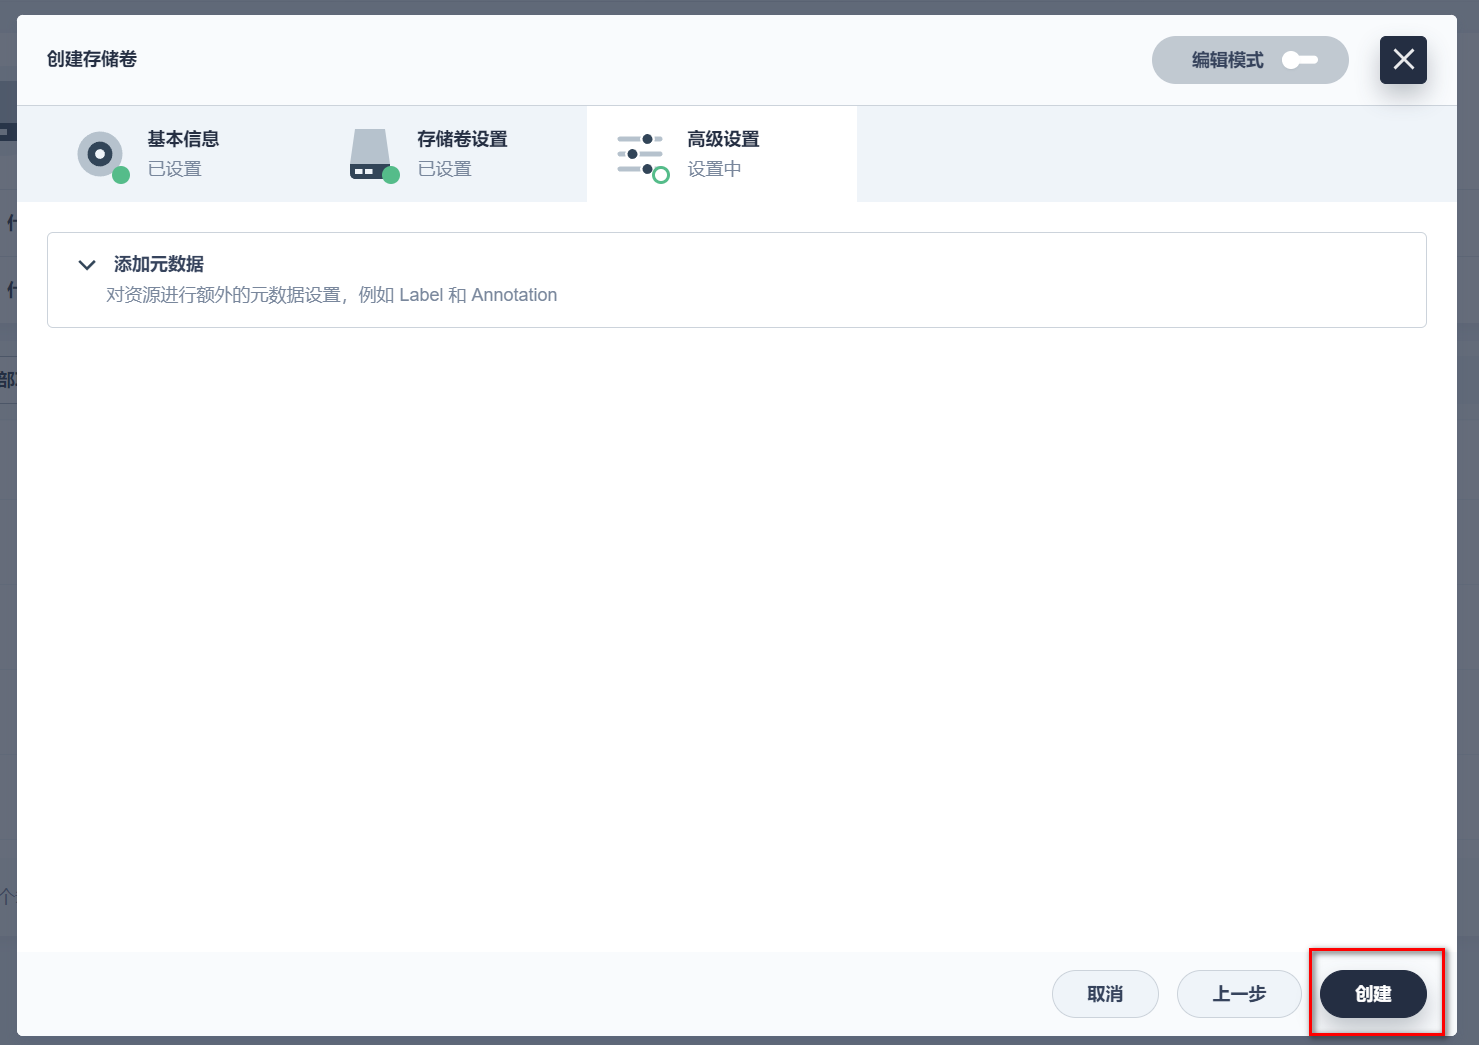 创建存储卷
编辑模式
基本信息
已设置
存储卷设置
已设置
高级设置
设置中
添加元数据
对资源进行额外的元数据设置，例如 Label 和 Annotation
部
个
取消
上一步
创建